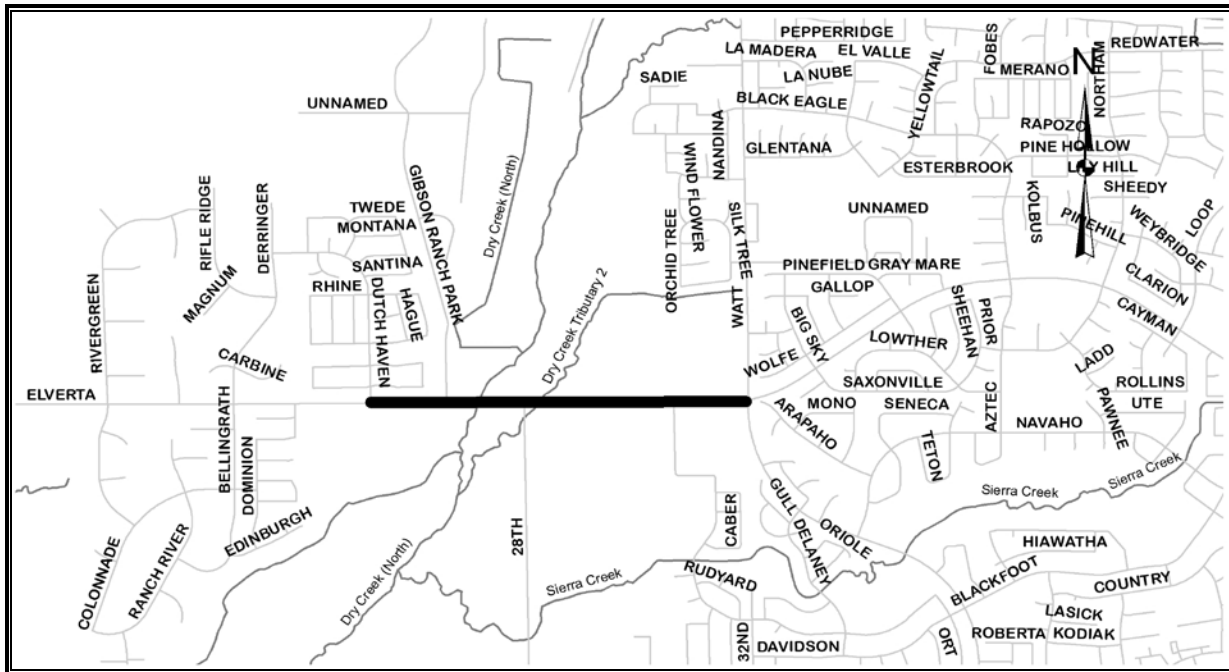 PEPPERRIDGE
LA MADERA
EL VALLE
FOBES
REDWATER
SADIE
LA NUBE
MERANO
N
NORTHAM
UNNAMED
BLACK EAGLE
YELLOWTAIL
RAPOZO
NANDINA
GLENTANA
PINE HOLLOW
ESTERBROOK
SHEEDY
GIBSON RANCH PARK
WIND FLOWER
KOLBUS
RIFLE RIDGE
DERRINGER
TWEDE
MONTANA
Dry Creek (North)
ORCHID TREE
SILK TREE
UNNAMED
PINEHILL
WEYBRIDGE
LOOP
SANTINA
PINEFIELD
GRAY MARE
CLARION
RHINE
MAGNUM
DUTCH HAVEN
HAGUE
Dry Creek Tributary 2
WATT
GALLOP
SHEEHAN
PRIOR
CAYMAN
RIVERGREEN
BIG SKY
LOWTHER
CARBINE
WOLFE
LADD
SAXONVILLE
ROLLINS
ELVERTA
MONO
SENECA
AZTEC
UTE
ARAPAHO
NAVAHO
PAWNEE
BELLINGRATH
DOMINION
TETON
Sierra Creek
Sierra Creek
EDINBURGH
28TH
CABER
GULL
DELANEY
ORIOLE
HIAWATHA
COLONNADE
RANCH RIVER
Dry Creek (North)
Sierra Creek
RUDYARD
BLACKFOOT
COUNTRY
LASICK
32ND
DAVIDSON
ORT
ROBERTA
KODIAK